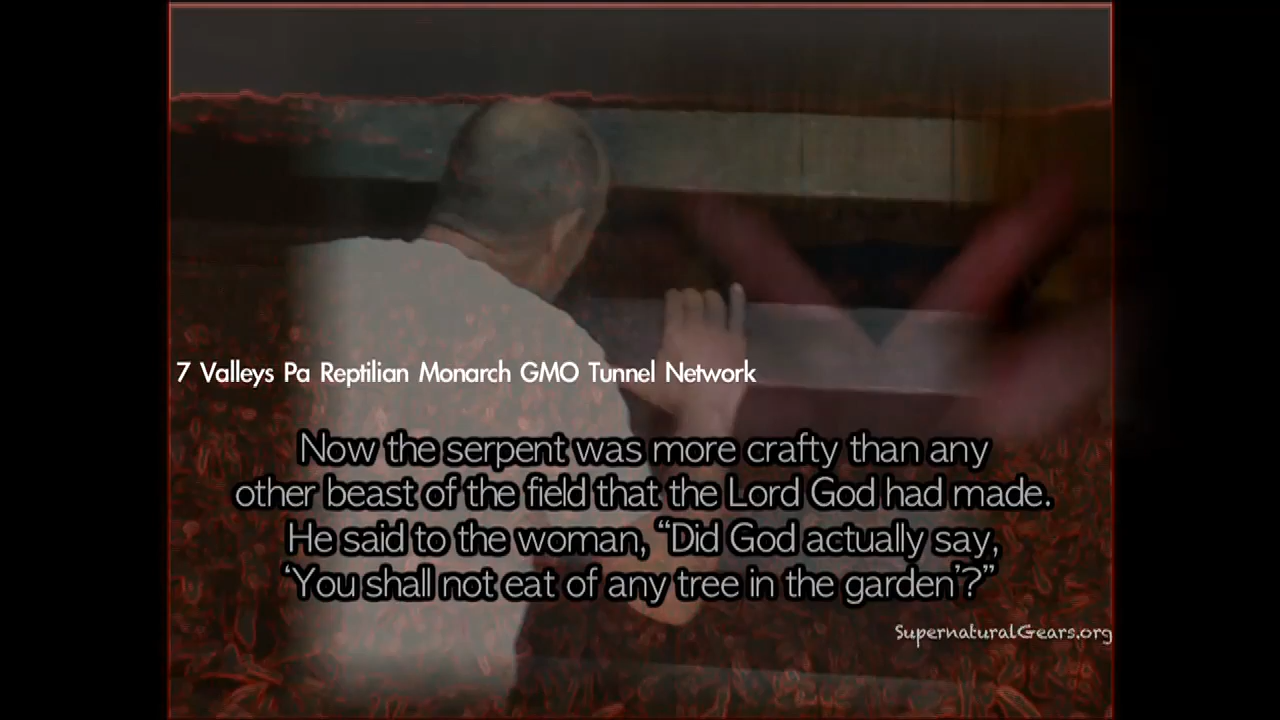 7 Valleys Pa Reptilian Monarch GMO Tunnel Network
Now the serpent was more crafty than any
other beast of the field that the Lord God had made.
He said to the woman, “Did God actually say,
‘You shall not eat of any tree in the garden’?”
SupernaturalGears.org